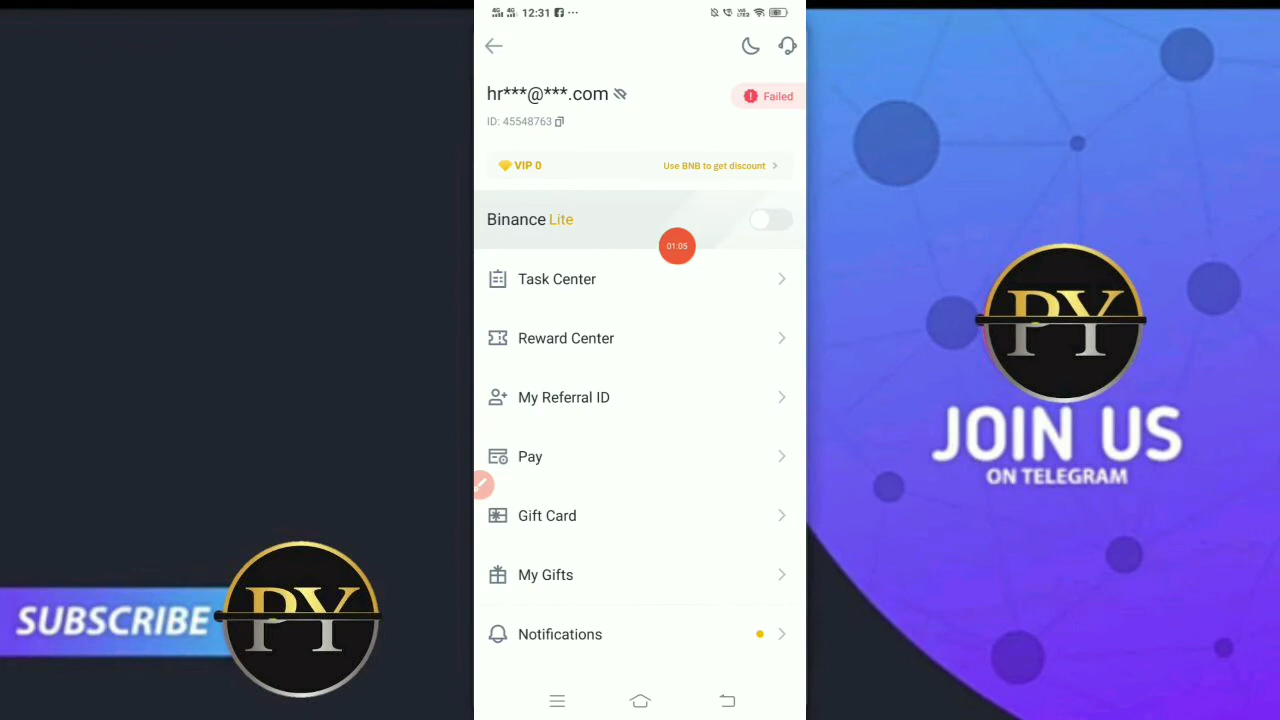 12:31
hr***@***.com
Failed
ID: 45548763
VIP 0
Use BNB to get discount
Binance Lite
01:05
Task Center
Reward Center
My Referral ID
Pay
Gift Card
My Gifts
Notifications
PY
JOIN US
ON TELEGRAM
SUBSCRIBE
PY